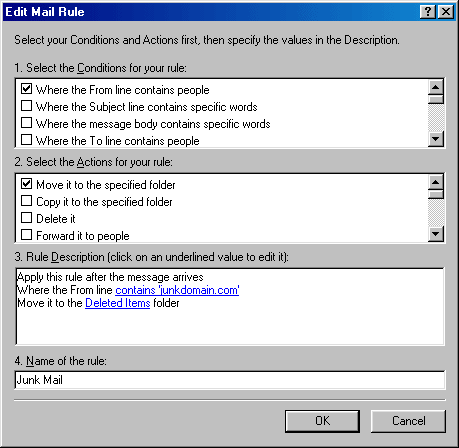 Edit Mail Rule
Select your Conditions and Actions first, then specify the values in the Description.
1. Select the Conditions for your rule:
Where the From line contains people
Where the Subject line contains specific words
Where the message body contains specific words
Where the To line contains people
2. Select the Actions for your rule:
Move it to the specified folder
Copy it to the specified folder
Delete it
Forward it to people
3. Rule Description (click on an underlined value to edit it):
Apply this rule after the message arrives
Where the From line contains 'junkdomain.com'
Move it to the Deleted Items folder
4. Name of the rule:
Junk Mail
OK Cancel